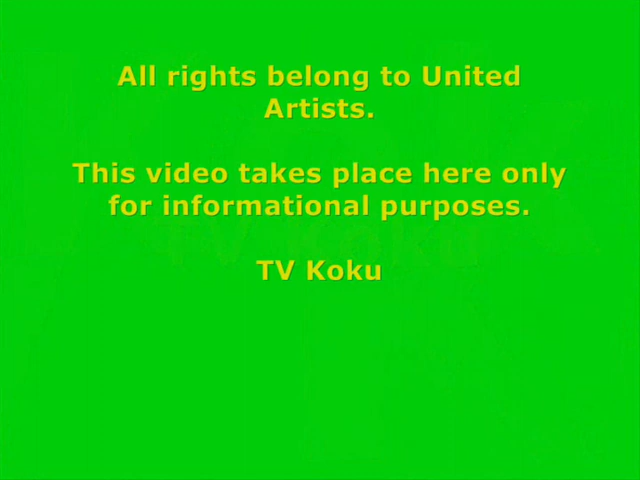 All rights belong to United
Artists.
This video takes place here only
for informational purposes.
TV Koku